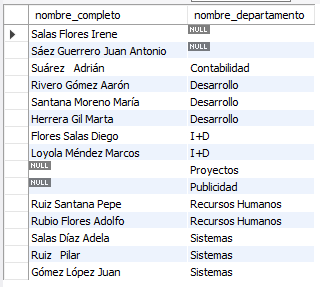 nombre_completo nombre_departamento
Salas Flores Irene NULL
Sáez Guerrero Juan Antonio NULL
Suárez   Adrián Contabilidad
Rivero Gómez Aarón Desarrollo
Santana Moreno María Desarrollo
Herrera Gil Marta Desarrollo
Flores Salas Diego I+D
Loyola Méndez Marcos I+D
NULL Proyectos
NULL Publicidad
Ruiz Santana Pepe Recursos Humanos
Rubio Flores Adolfo Recursos Humanos
Salas Díaz Adela Sistemas
Ruiz   Pilar Sistemas
Gómez López Juan Sistemas